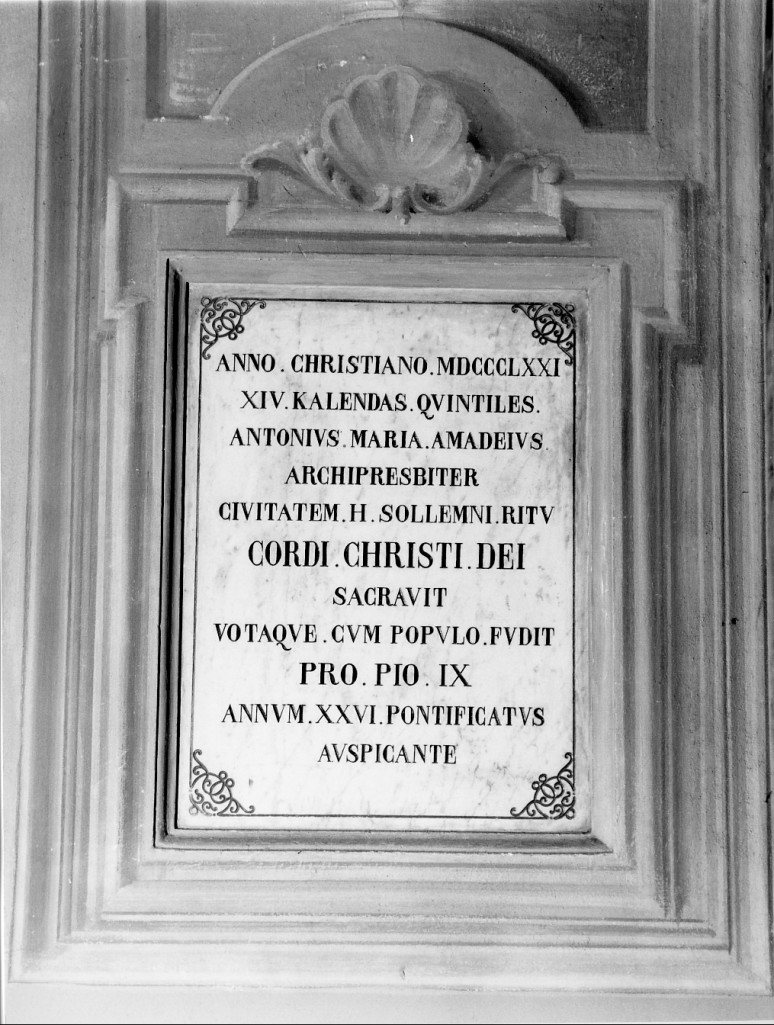 ANNO. CHRISTIANO. MDCCCLXXI
XIV. KALENDAS. QVINTILES.
ANTONIVS. MARIA. AMADEIVS.
ARCHIPRESBITER
CIVITATEM. H. SOLLEMNI. RITV
CORDI. CHRISTI. DEI
SACRAVIT
VOTAQVE. CVM POPVLO. FVDIT
PRO. PIO. IX
ANNVM. XXVI. PONTIFICATVS
AVSPICANTE